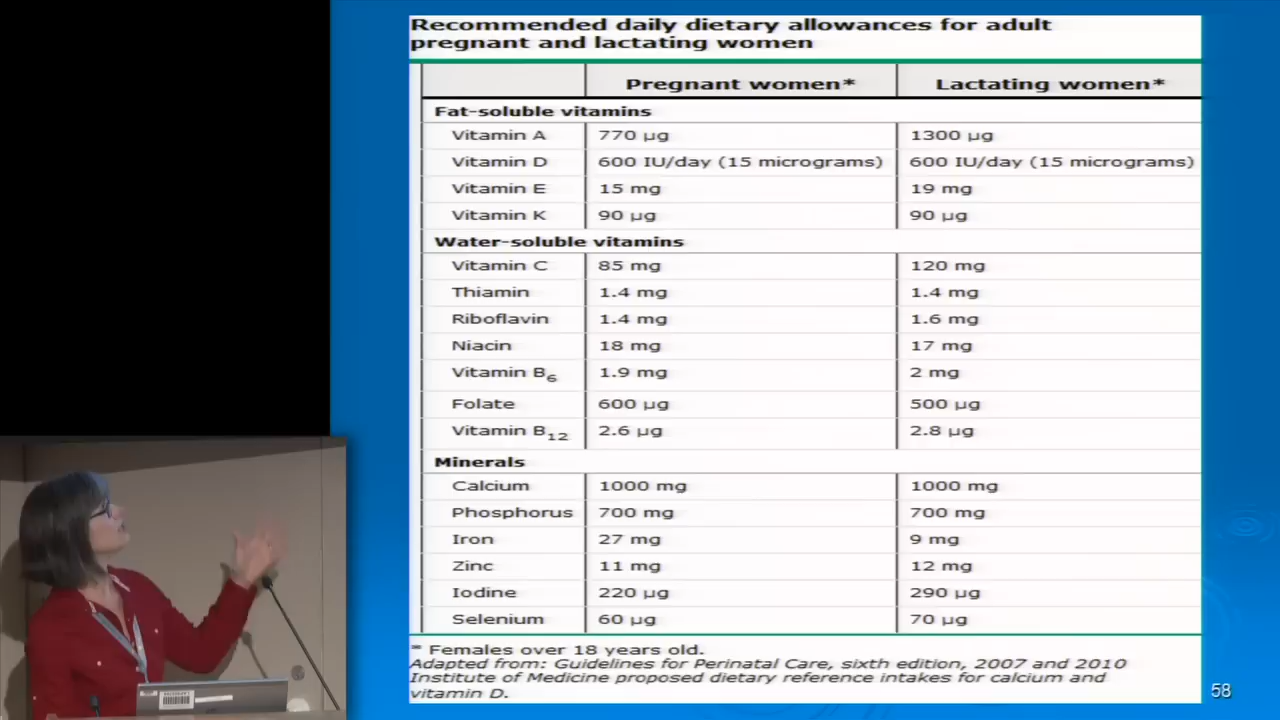 Recommended daily dietary allowances for adult
pregnant and lactating women
Pregnant women* Lactating women*
Fat-soluble vitamins
Vitamin A 770 µg 1300 µg
Vitamin D 600 IU/day (15 micrograms) 600 IU/day (15 micrograms)
Vitamin E 15 mg 19 mg
Vitamin K 90 µg 90 µg
Water-soluble vitamins
Vitamin C 85 mg 120 mg
Thiamin 1.4 mg 1.4 mg
Riboflavin 1.4 mg 1.6 mg
Niacin 18 mg 17 mg
Vitamin B6 1.9 mg 2 mg
Folate 600 µg 500 µg
Vitamin B12 2.6 µg 2.8 µg
Minerals
Calcium 1000 mg 1000 mg
Phosphorus 700 mg 700 mg
Iron 27 mg 9 mg
Zinc 11 mg 12 mg
Iodine 220 µg 290 µg
Selenium 60 µg 70 µg
* Females over 18 years old.
Adapted from: Guidelines for Perinatal Care, sixth edition, 2007 and 2010
Institute of Medicine proposed dietary reference intakes for calcium and
vitamin D.
58